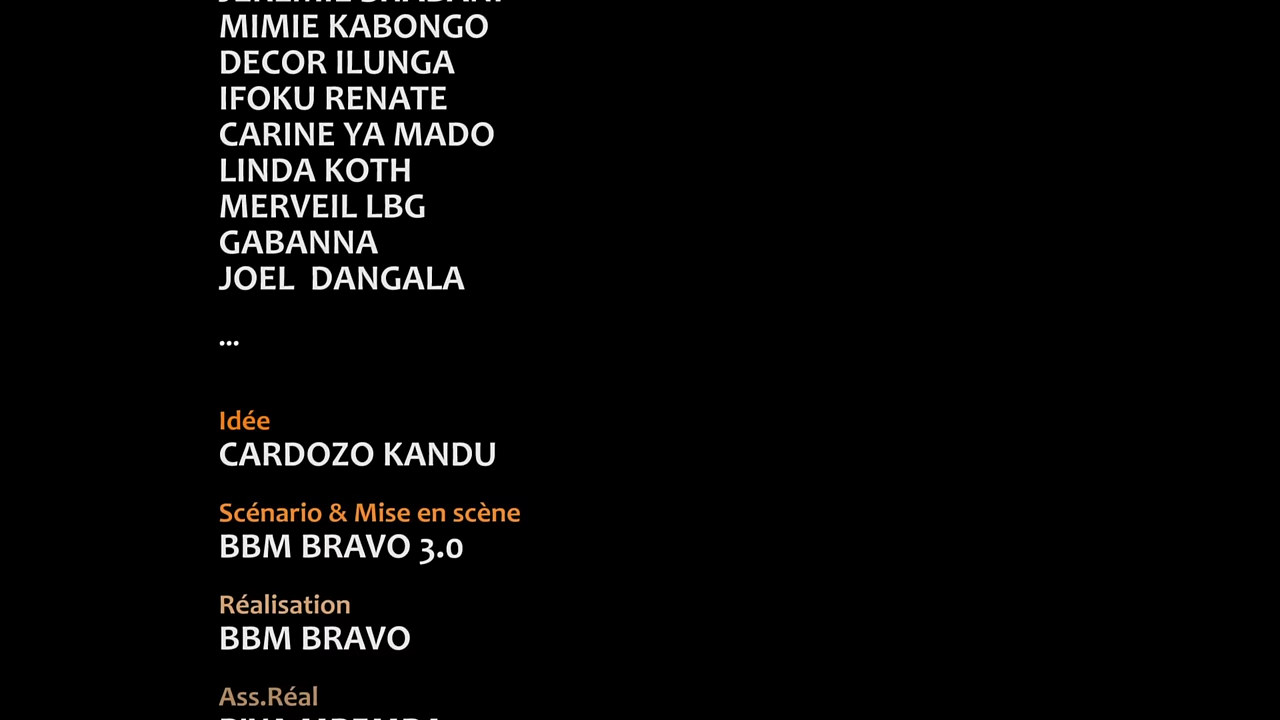 MIMIE KABONGO
DECOR ILUNGA
IFOKU RENATE
CARINE YA MADO
LINDA KOTH
MERVEIL LBG
GABANNA
JOEL  DANGALA
...
Idée
CARDOZO KANDU
Scénario & Mise en scène
BBM BRAVO 3.0
Réalisation
BBM BRAVO
Ass.Réal